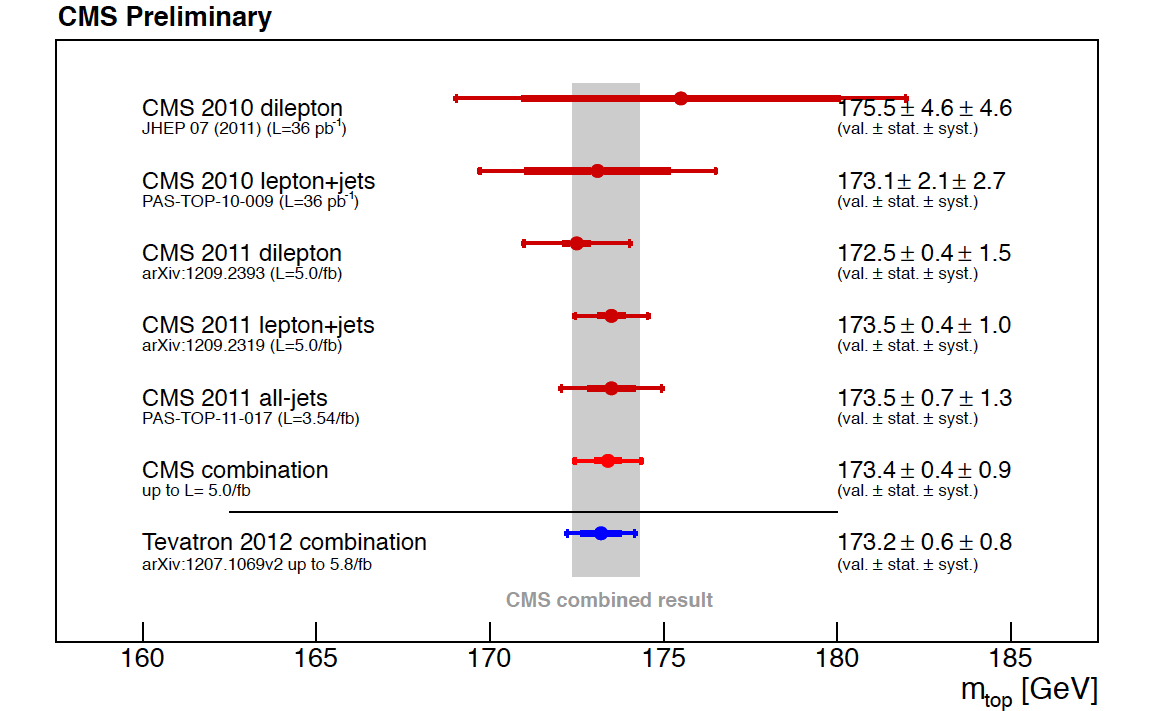 CMS Preliminary
CMS 2010 dilepton
175.5 ± 4.6 ± 4.6
JHEP 07 (2011) (L=36 pb⁻¹)
(val. ± stat. ± syst.)
CMS 2010 lepton+jets
173.1 ± 2.1 ± 2.7
PAS-TOP-10-009 (L=36 pb⁻¹)
(val. ± stat. ± syst.)
CMS 2011 dilepton
172.5 ± 0.4 ± 1.5
arXiv:1209.2393 (L=5.0/fb)
(val. ± stat. ± syst.)
CMS 2011 lepton+jets
173.5 ± 0.4 ± 1.0
arXiv:1209.2319 (L=5.0/fb)
(val. ± stat. ± syst.)
CMS 2011 all-jets
173.5 ± 0.7 ± 1.3
PAS-TOP-11-017 (L=3.54/fb)
(val. ± stat. ± syst.)
CMS combination
173.4 ± 0.4 ± 0.9
up to L= 5.0/fb
(val. ± stat. ± syst.)
Tevatron 2012 combination
173.2 ± 0.6 ± 0.8
arXiv:1207.1069v2 up to 5.8/fb
(val. ± stat. ± syst.)
CMS combined result
160 165 170 175 180 185
m_top [GeV]